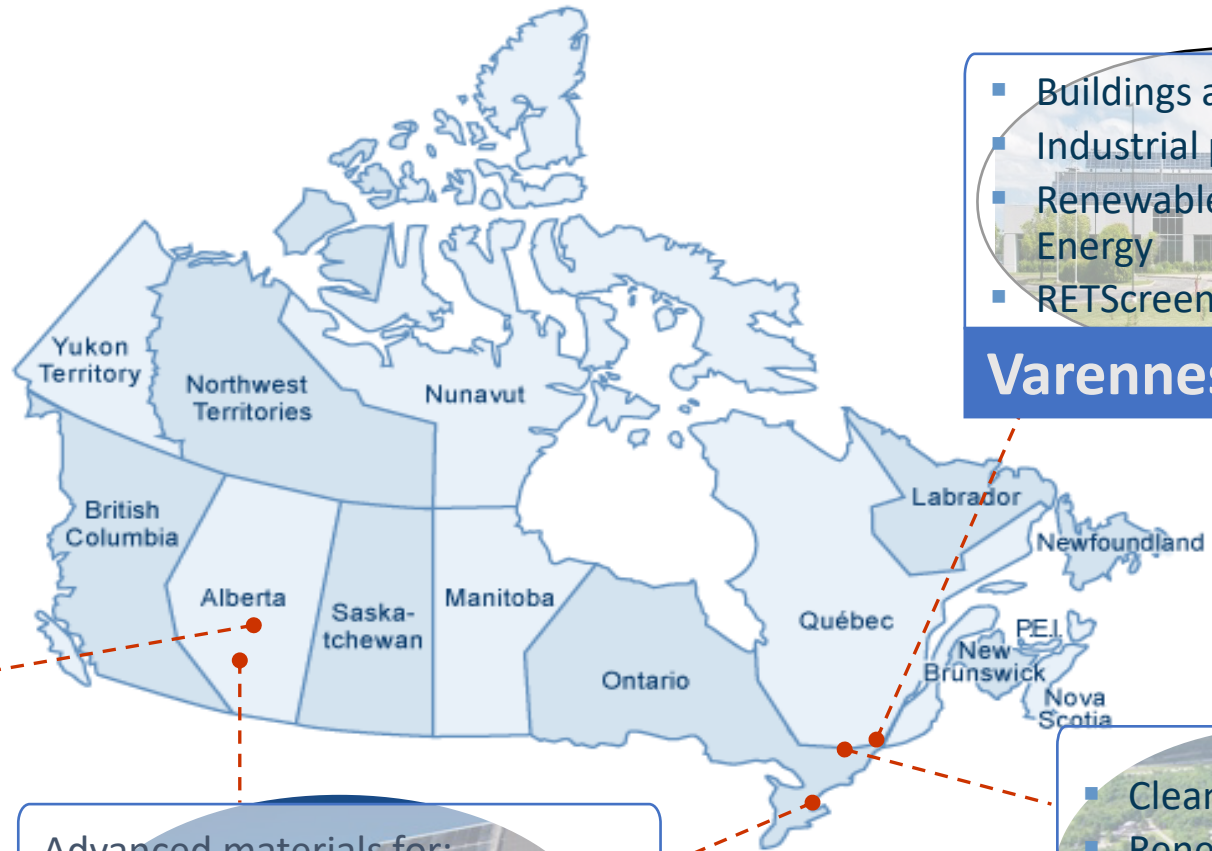 Buildings
Industrial
Renewable
Energy
RETScreen
Varennes
Yukon
Territory
Northwest
Territories
Nunavut
British
Columbia
Alberta
Saska-
tchewan
Manitoba
Ontario
Québec
Labrador
Newfoundland
P.E.I.
New
Brunswick
Nova
Scotia
Advanced materials for:
Clean